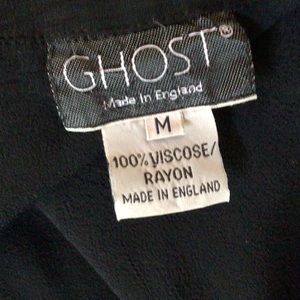 GHOST®
Made In England
M
100% VISCOSE/
RAYON
MADE IN ENGLAND